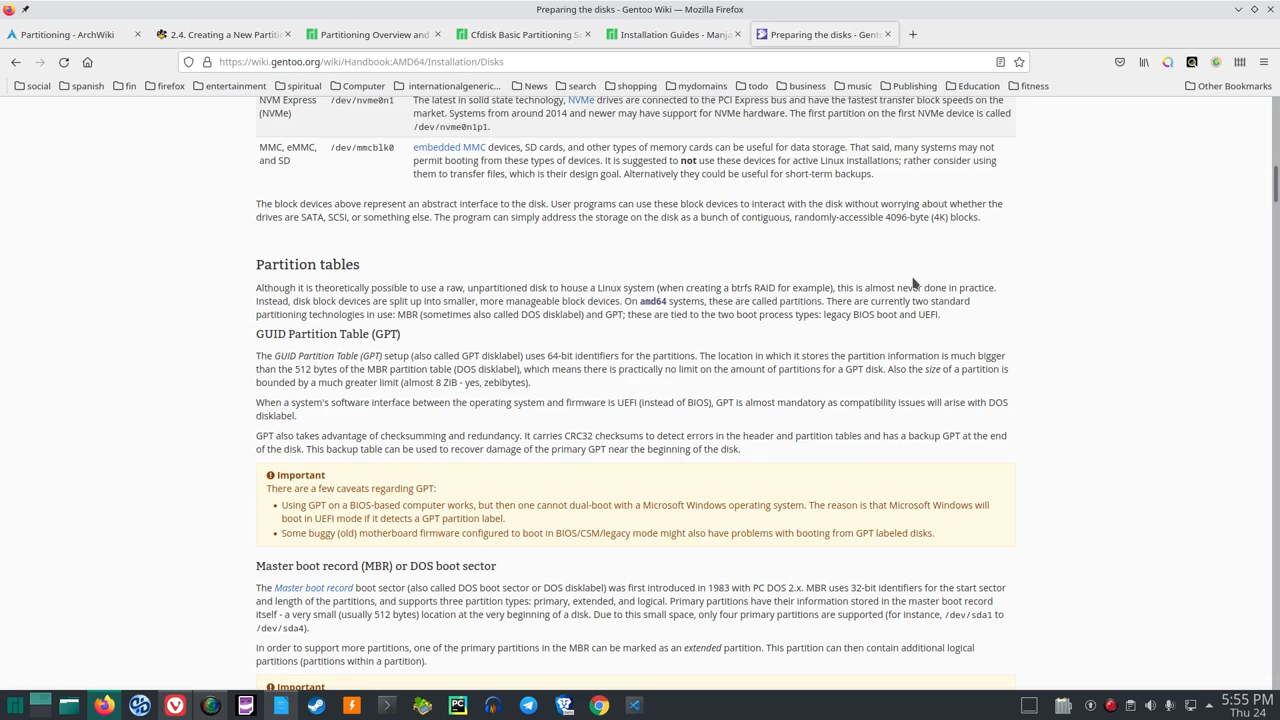 Preparing the disks - Gentoo Wiki — Mozilla Firefox
Partitioning - ArchWiki
2.4. Creating a New Partiti
Partitioning Overview and
Cfdisk Basic Partitioning S
Installation Guides - Manja
Preparing the disks - Gent
https://wiki.gentoo.org/wiki/Handbook:AMD64/Installation/Disks
social
spanish
fin
firefox
entertainment
spiritual
Computer
internationalgeneric...
News
search
shopping
mydomains
todo
business
music
Publishing
Education
fitness
Other Bookmarks
NVM Express
(NVMe)
/dev/nvme0n1
The latest in solid state technology, NVMe drives are connected to the PCI Express bus and have the fastest transfer block speeds on the
market. Systems from around 2014 and newer may have support for NVMe hardware. The first partition on the first NVMe device is called
/dev/nvme0n1p1.
MMC, eMMC,
and SD
/dev/mmcblk0
embedded MMC devices, SD cards, and other types of memory cards can be useful for data storage. That said, many systems may not
permit booting from these types of devices. It is suggested to not use these devices for active Linux installations; rather consider using
them to transfer files, which is their design goal. Alternatively they could be useful for short-term backups.
The block devices above represent an abstract interface to the disk. User programs can use these block devices to interact with the disk without worrying about whether the
drives are SATA, SCSI, or something else. The program can simply address the storage on the disk as a bunch of contiguous, randomly-accessible 4096-byte (4K) blocks.
Partition tables
Although it is theoretically possible to use a raw, unpartitioned disk to house a Linux system (when creating a btrfs RAID for example), this is almost never done in practice.
Instead, disk block devices are split up into smaller, more manageable block devices. On amd64 systems, these are called partitions. There are currently two standard
partitioning technologies in use: MBR (sometimes also called DOS disklabel) and GPT; these are tied to the two boot process types: legacy BIOS boot and UEFI.
GUID Partition Table (GPT)
The GUID Partition Table (GPT) setup (also called GPT disklabel) uses 64-bit identifiers for the partitions. The location in which it stores the partition information is much bigger
than the 512 bytes of the MBR partition table (DOS disklabel), which means there is practically no limit on the amount of partitions for a GPT disk. Also the size of a partition is
bounded by a much greater limit (almost 8 ZiB - yes, zebibytes).
When a system's software interface between the operating system and firmware is UEFI (instead of BIOS), GPT is almost mandatory as compatibility issues will arise with DOS
disklabel.
GPT also takes advantage of checksumming and redundancy. It carries CRC32 checksums to detect errors in the header and partition tables and has a backup GPT at the end
of the disk. This backup table can be used to recover damage of the primary GPT near the beginning of the disk.
Important
There are a few caveats regarding GPT:
• Using GPT on a BIOS-based computer works, but then one cannot dual-boot with a Microsoft Windows operating system. The reason is that Microsoft Windows will
boot in UEFI mode if it detects a GPT partition label.
• Some buggy (old) motherboard firmware configured to boot in BIOS/CSM/legacy mode might also have problems with booting from GPT labeled disks.
Master boot record (MBR) or DOS boot sector
The Master boot record boot sector (also called DOS boot sector or DOS disklabel) was first introduced in 1983 with PC DOS 2.x. MBR uses 32-bit identifiers for the start sector
and length of the partitions, and supports three partition types: primary, extended, and logical. Primary partitions have their information stored in the master boot record
itself - a very small (usually 512 bytes) location at the very beginning of a disk. Due to this small space, only four primary partitions are supported (for instance, /dev/sda1 to
/dev/sda4).
In order to support more partitions, one of the primary partitions in the MBR can be marked as an extended partition. This partition can then contain additional logical
partitions (partitions within a partition).
Important
5:55 PM
Thu 24